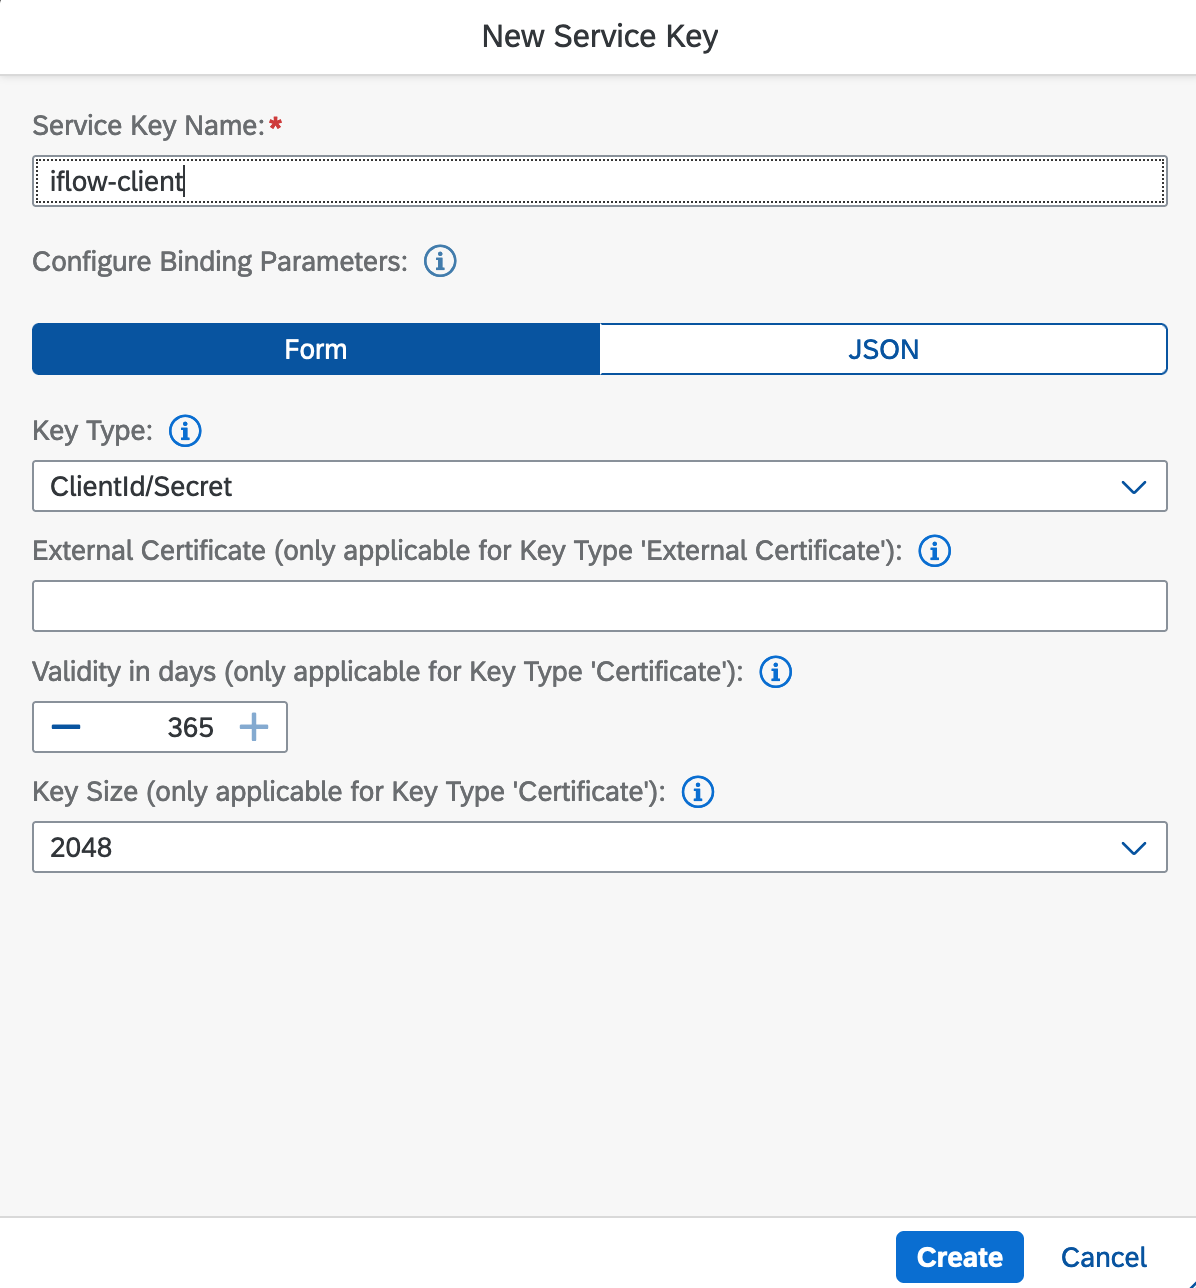 New Service Key
Service Key Name:*
iflow-client
Configure Binding Parameters:
Form JSON
Key Type:
ClientId/Secret
External Certificate (only applicable for Key Type 'External Certificate'):
Validity in days (only applicable for Key Type 'Certificate'):
365
Key Size (only applicable for Key Type 'Certificate'):
2048
Create Cancel